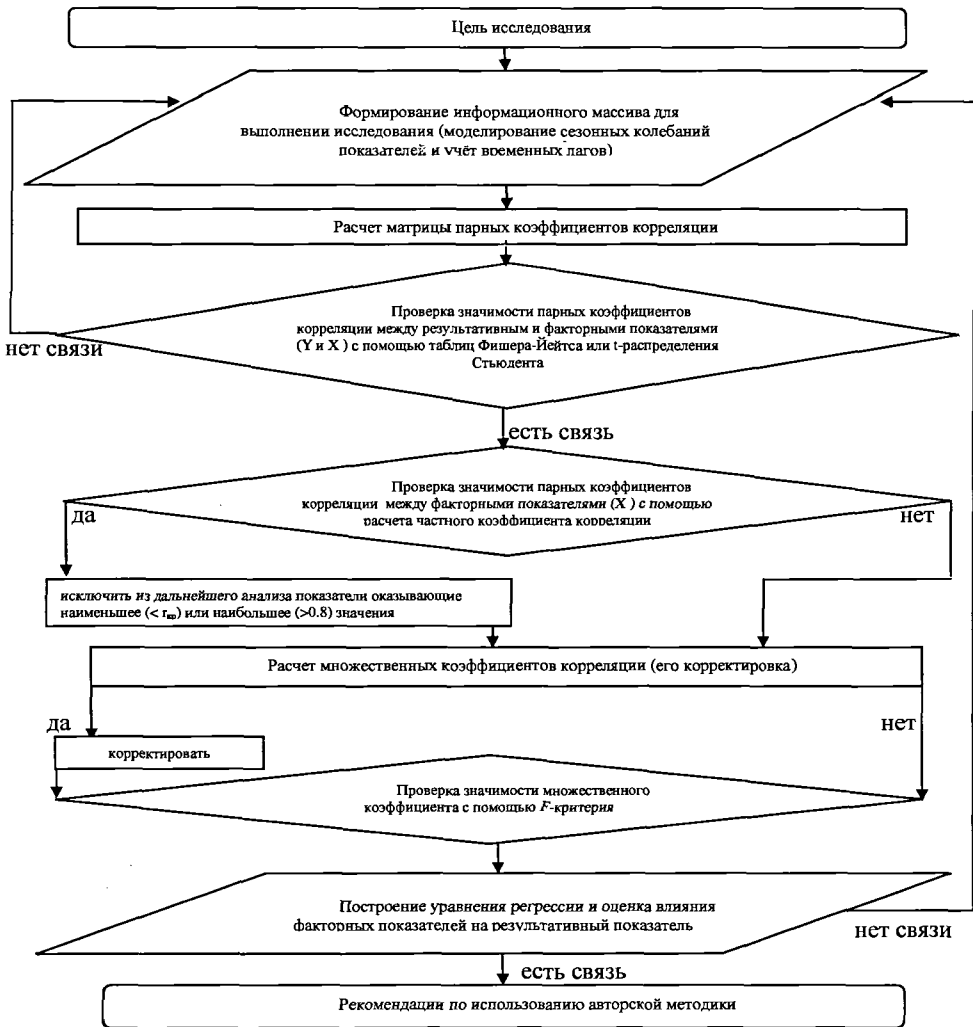 Цель исследования
Формирование информационного массива для
выполнении исследования (моделирование сезонных колебаний
показателей и учёт временных лагов)
Расчет матрицы парных коэффициентов корреляции
Проверка значимости парных коэффициентов
корреляции между результативным и факторными показателями
(Y и X ) с помощью таблиц Фишера-Йейтса или t-распределения
Стьюдента
нет связи
есть связь
Проверка значимости парных коэффициентов
корреляции между факторными показателями (X ) с помощью
расчета частного коэффициента корреляции
да
нет
исключить из дальнейшего анализа показатели оказывающие
наименьшее (< rкр) или наибольшее (>0.8) значения
Расчет множественных коэффициентов корреляции (его корректировка)
да
нет
корректировать
Проверка значимости множественного
коэффициента с помощью F-критерия
Построение уравнения регрессии и оценка влияния
факторных показателей на результативный показатель
нет связи
есть связь
Рекомендации по использованию авторской методики